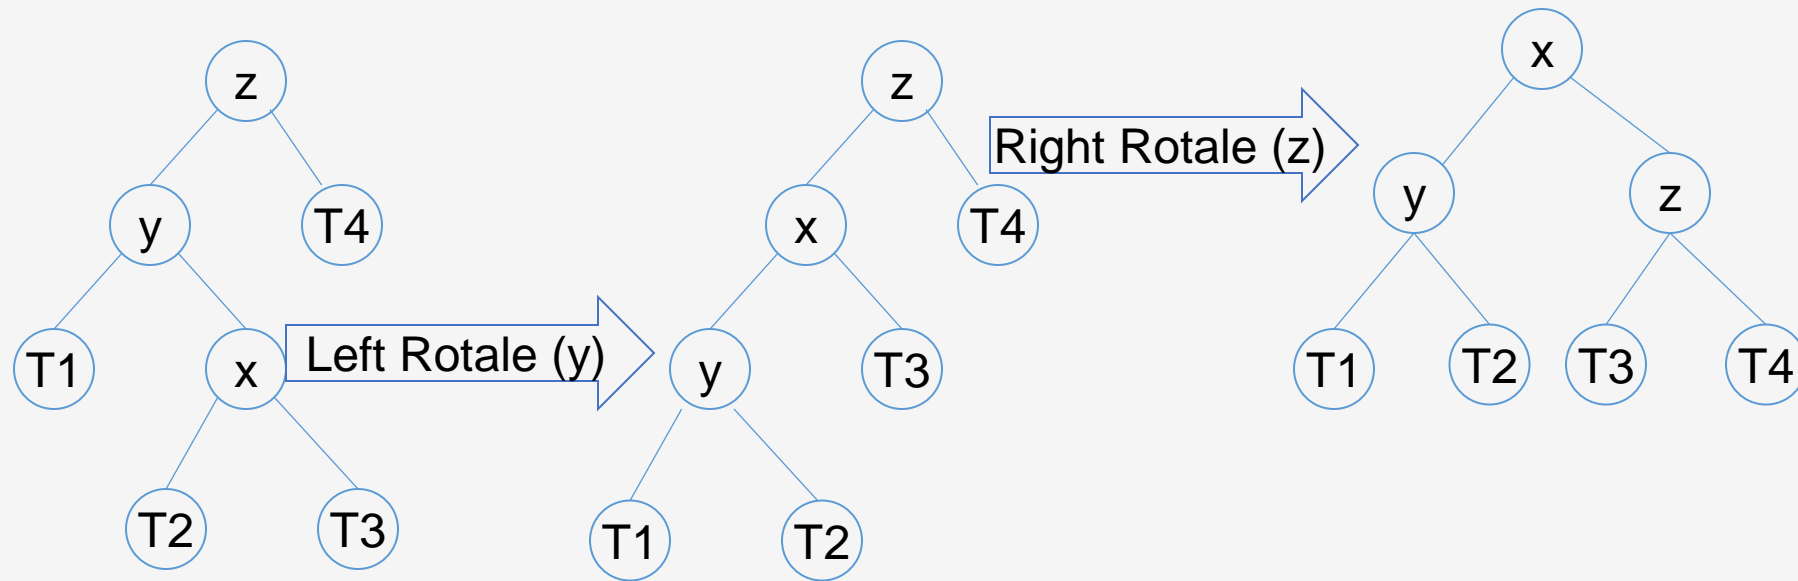 z
y
T4
T1
x
T2
T3
Left Rotale (y)
z
x
T4
y
T3
T1
T2
Right Rotale (z)
x
y
z
T1
T2
T3
T4